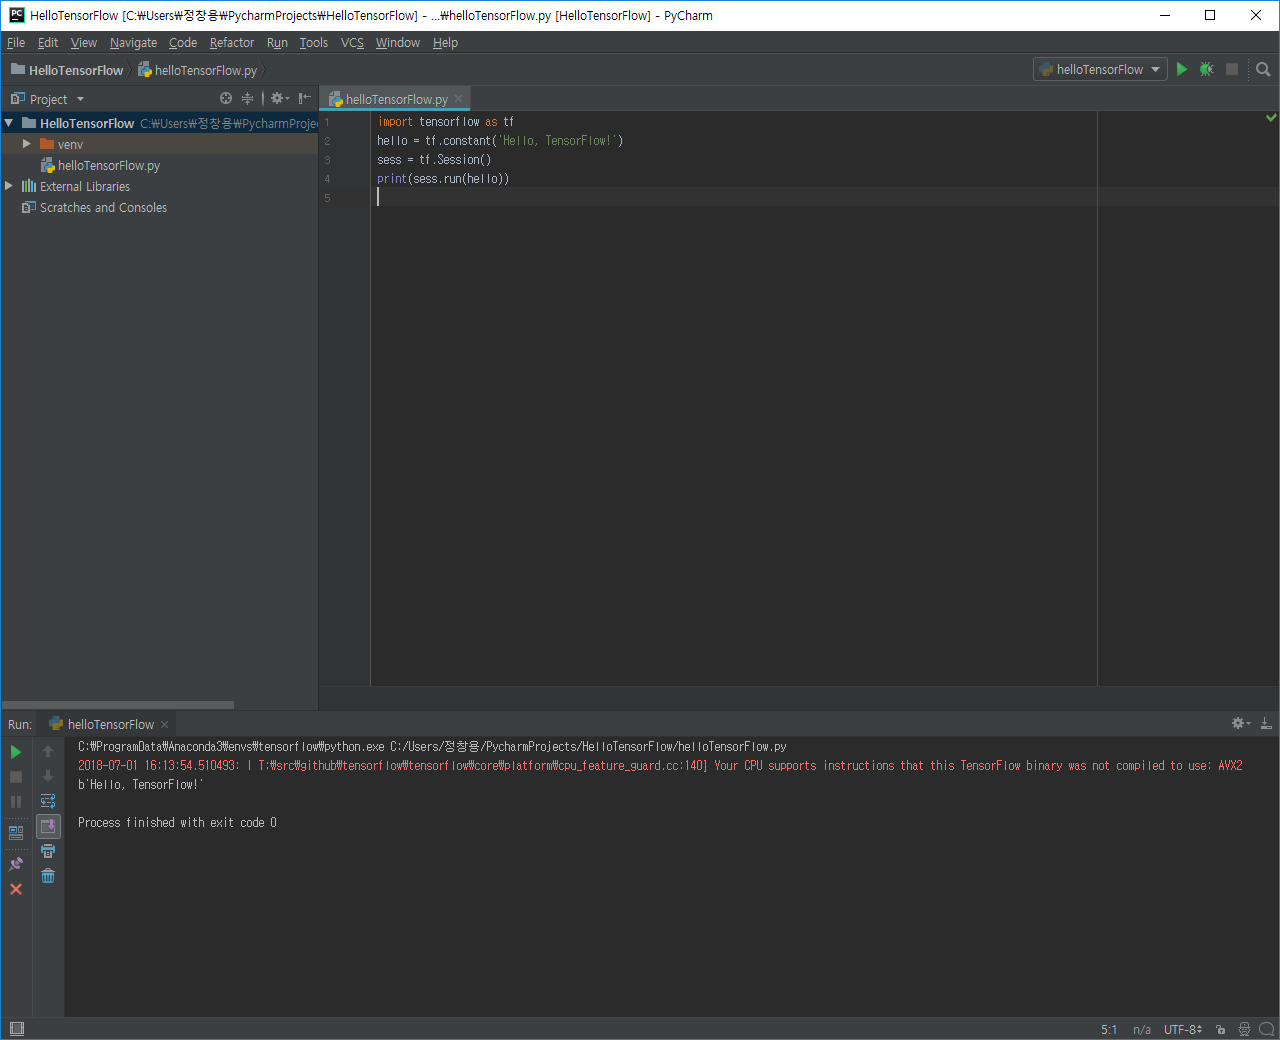 HelloTensorFlow [C:₩Users₩정창용₩PycharmProjects₩HelloTensorFlow] - ...₩helloTensorFlow.py [HelloTensorFlow] - PyCharm
File Edit View Navigate Code Refactor Run Tools VCS Window Help
HelloTensorFlow helloTensorFlow.py helloTensorFlow
Project helloTensorFlow.py
HelloTensorFlow C:₩Users₩정창용₩PycharmProje
venv
helloTensorFlow.py
External Libraries
Scratches and Consoles
1 import tensorflow as tf
2 hello = tf.constant('Hello, TensorFlow!')
3 sess = tf.Session()
4 print(sess.run(hello))
5
Run: helloTensorFlow
C:₩ProgramData₩Anaconda3₩envs₩tensorflow₩python.exe C:/Users/정창용/PycharmProjects/HelloTensorFlow/helloTensorFlow.py
2018-07-01 16:13:54.510493: I T:₩src₩github₩tensorflow₩tensorflow₩core₩platform₩cpu_feature_guard.cc:140] Your CPU supports instructions that this TensorFlow binary was not compiled to use: AVX2
b'Hello, TensorFlow!'
Process finished with exit code 0
5:1 n/a UTF-8